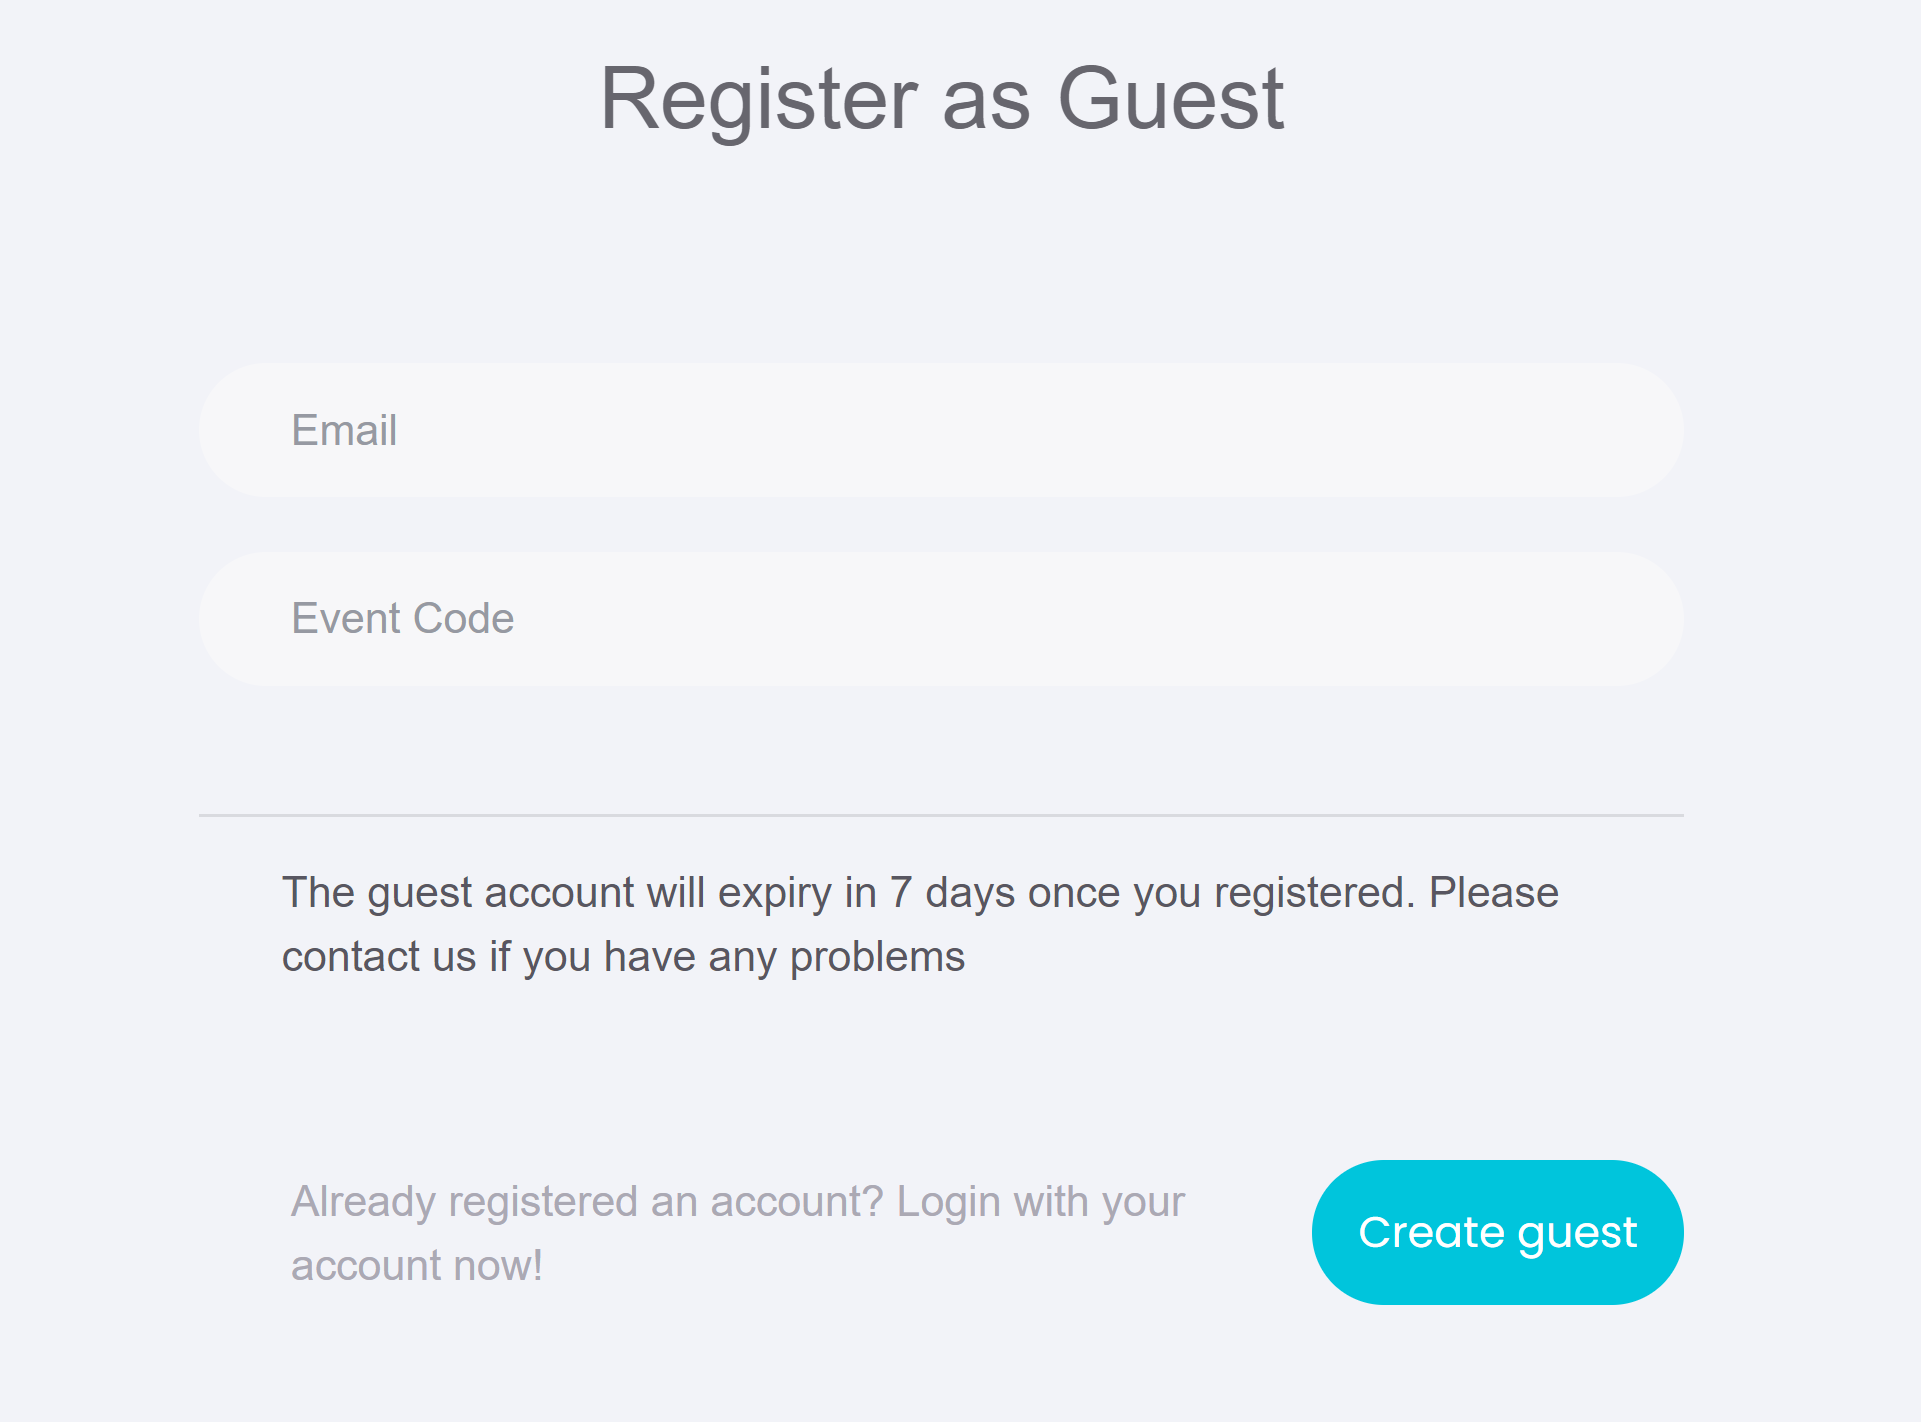 Register as Guest
Email
Event Code
The guest account will expiry in 7 days once you registered. Please
contact us if you have any problems
Already registered an account? Login with your
account now!
Create guest